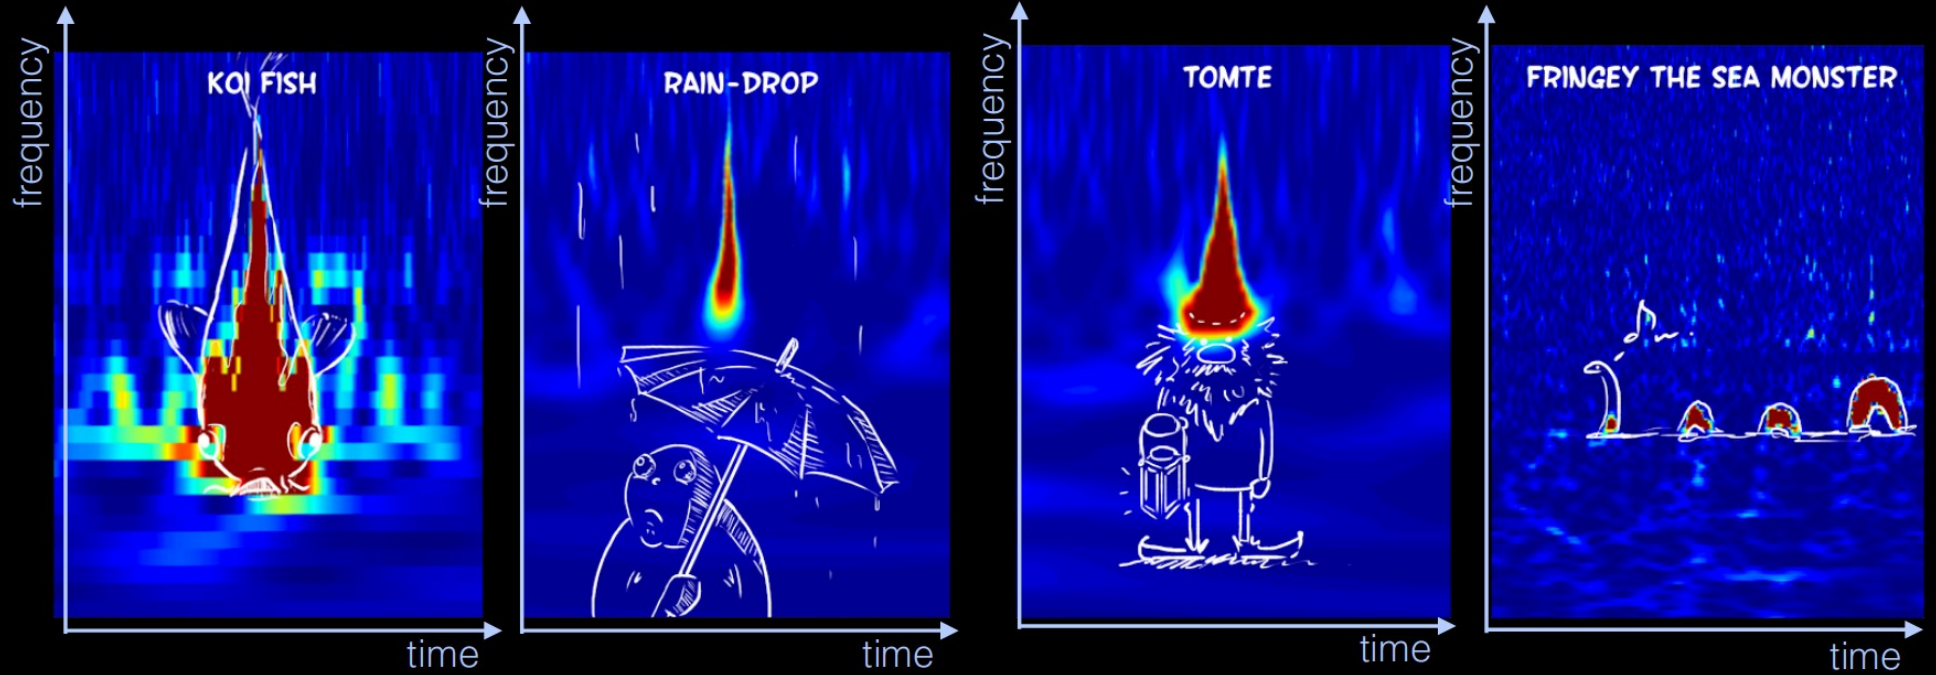 frequency
KOI FISH
time
frequency
RAIN-DROP
time
frequency
TOMTE
time
frequency
FRINGEY THE SEA MONSTER
time